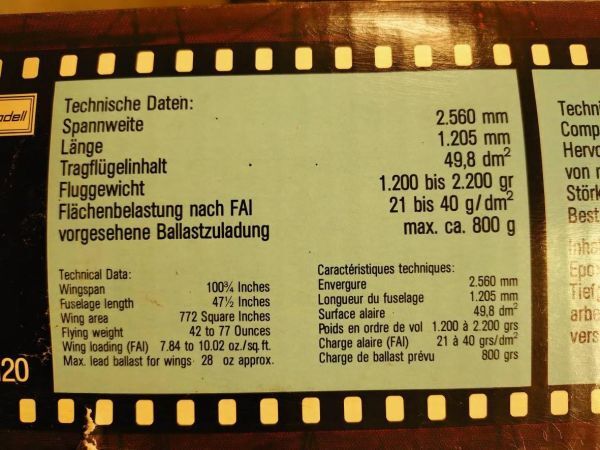 Technische Daten:
Spannweite 2.560 mm
Länge 1.205 mm
Tragflügelinhalt 49,8 dm²
Fluggewicht 1.200 bis 2.200 gr
Flächenbelastung nach FAI 21 bis 40 g/dm²
vorgesehene Ballastzuladung max. ca. 800 g
Technical Data:
Wingspan 100¾ Inches
Fuselage length 47½ Inches
Wing area 772 Square Inches
Flying weight 42 to 77 Ounces
Wing loading (FAI) 7.84 to 10.02 oz./sq.ft.
Max. lead ballast for wings 28 oz approx.
Caractéristiques techniques:
Envergure 2.560 mm
Longueur du fuselage 1.205 mm
Surface alaire 49,8 dm²
Poids en ordre de vol 1.200 à 2.200 grs
Charge alaire (FAI) 21 à 40 grs/dm²
Charge de ballast prévu 800 grs
Techni
Comp
Hervo
von
Störk
Best
Inha
Epo
Tief
arbe
vers
odell
20